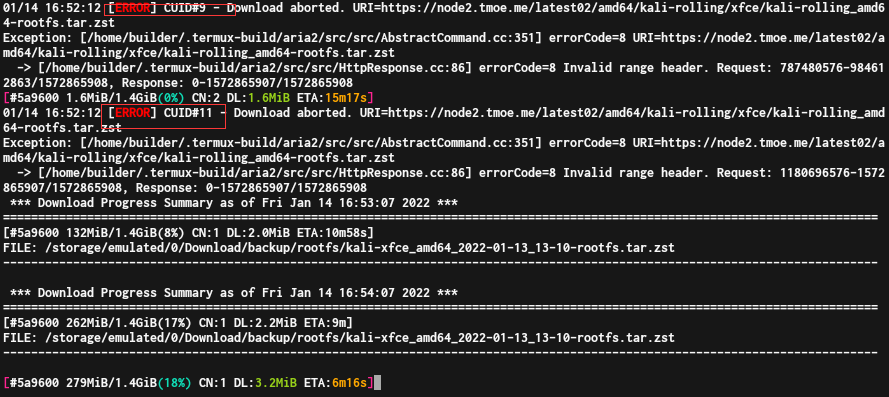 01/14 16:52:12 [ERROR] CUID#9 - Download aborted. URI=https://node2.tmoe.me/latest02/amd64/kali-rolling/xfce/kali-rolling_amd6
4-rootfs.tar.zst
Exception: [/home/builder/.termux-build/aria2/src/src/AbstractCommand.cc:351] errorCode=8 URI=https://node2.tmoe.me/latest02/
amd64/kali-rolling/xfce/kali-rolling_amd64-rootfs.tar.zst
-> [/home/builder/.termux-build/aria2/src/src/HttpResponse.cc:86] errorCode=8 Invalid range header. Request: 787480576-98461
2863/1572865908, Response: 0-1572865907/1572865908
[#5a9600 1.6MiB/1.4GiB(0%) CN:2 DL:1.6MiB ETA:15m17s]
01/14 16:52:12 [ERROR] CUID#11 - Download aborted. URI=https://node2.tmoe.me/latest02/amd64/kali-rolling/xfce/kali-rolling_amd
64-rootfs.tar.zst
Exception: [/home/builder/.termux-build/aria2/src/src/AbstractCommand.cc:351] errorCode=8 URI=https://node2.tmoe.me/latest02/a
md64/kali-rolling/xfce/kali-rolling_amd64-rootfs.tar.zst
-> [/home/builder/.termux-build/aria2/src/src/HttpResponse.cc:86] errorCode=8 Invalid range header. Request: 1180696576-1572
865907/1572865908, Response: 0-1572865907/1572865908
*** Download Progress Summary as of Fri Jan 14 16:53:07 2022 ***
=============================================================================================================================
[#5a9600 132MiB/1.4GiB(8%) CN:1 DL:2.0MiB ETA:10m58s]
FILE: /storage/emulated/0/Download/backup/rootfs/kali-xfce_amd64_2022-01-13_13-10-rootfs.tar.zst
-----------------------------------------------------------------------------------------------------------------------------
*** Download Progress Summary as of Fri Jan 14 16:54:07 2022 ***
=============================================================================================================================
[#5a9600 262MiB/1.4GiB(17%) CN:1 DL:2.2MiB ETA:9m]
FILE: /storage/emulated/0/Download/backup/rootfs/kali-xfce_amd64_2022-01-13_13-10-rootfs.tar.zst
-----------------------------------------------------------------------------------------------------------------------------
[#5a9600 279MiB/1.4GiB(18%) CN:1 DL:3.2MiB ETA:6m16s]